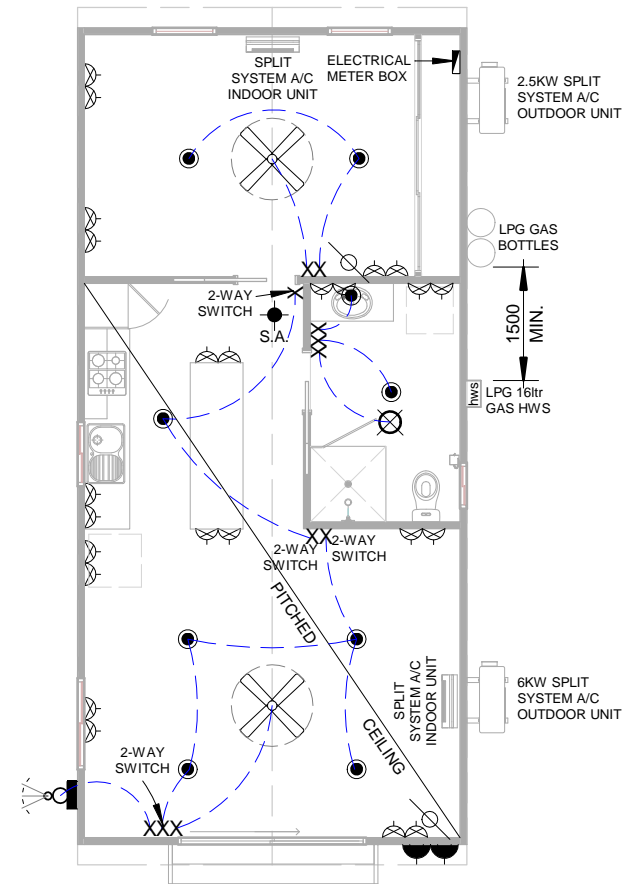 SPLIT
SYSTEM A/C
INDOOR UNIT
ELECTRICAL
METER BOX
2.5KW SPLIT
SYSTEM A/C
OUTDOOR UNIT
LPG GAS
BOTTLES
2-WAY
SWITCH
S.A.
1500
MIN.
hws
LPG 16ltr
GAS HWS
2-WAY
SWITCH
2-WAY
SWITCH
PITCHED
CEILING
SPLIT
SYSTEM A/C
INDOOR UNIT
6KW SPLIT
SYSTEM A/C
OUTDOOR UNIT
2-WAY
SWITCH